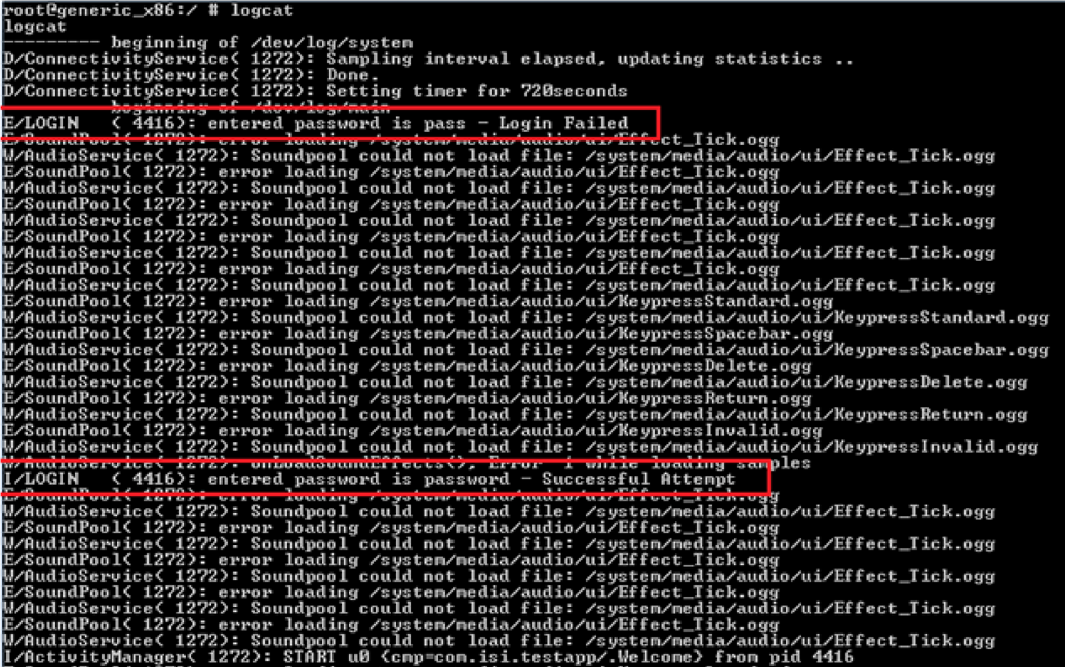 root@generic_x86:/ # logcat
logcat
--------- beginning of /dev/log/system
D/ConnectivityService( 1272): Sampling interval elapsed, updating statistics ..
D/ConnectivityService( 1272): Done.
D/ConnectivityService( 1272): Setting timer for 720seconds
beginning of /dev/log/main
E/LOGIN ( 4416): entered password is pass - Login Failed
E/SoundPool( 1272): error loading /system/media/audio/ui/Effect_Tick.ogg
W/AudioService( 1272): Soundpool could not load file: /system/media/audio/ui/Effect_Tick.ogg
E/SoundPool( 1272): error loading /system/media/audio/ui/Effect_Tick.ogg
W/AudioService( 1272): Soundpool could not load file: /system/media/audio/ui/Effect_Tick.ogg
E/SoundPool( 1272): error loading /system/media/audio/ui/Effect_Tick.ogg
W/AudioService( 1272): Soundpool could not load file: /system/media/audio/ui/Effect_Tick.ogg
E/SoundPool( 1272): error loading /system/media/audio/ui/Effect_Tick.ogg
W/AudioService( 1272): Soundpool could not load file: /system/media/audio/ui/Effect_Tick.ogg
E/SoundPool( 1272): error loading /system/media/audio/ui/Effect_Tick.ogg
W/AudioService( 1272): Soundpool could not load file: /system/media/audio/ui/Effect_Tick.ogg
E/SoundPool( 1272): error loading /system/media/audio/ui/KeypressStandard.ogg
W/AudioService( 1272): Soundpool could not load file: /system/media/audio/ui/KeypressStandard.ogg
E/SoundPool( 1272): error loading /system/media/audio/ui/KeypressSpacebar.ogg
W/AudioService( 1272): Soundpool could not load file: /system/media/audio/ui/KeypressSpacebar.ogg
E/SoundPool( 1272): error loading /system/media/audio/ui/KeypressDelete.ogg
W/AudioService( 1272): Soundpool could not load file: /system/media/audio/ui/KeypressDelete.ogg
E/SoundPool( 1272): error loading /system/media/audio/ui/KeypressReturn.ogg
W/AudioService( 1272): Soundpool could not load file: /system/media/audio/ui/KeypressReturn.ogg
E/SoundPool( 1272): error loading /system/media/audio/ui/KeypressInvalid.ogg
W/AudioService( 1272): Soundpool could not load file: /system/media/audio/ui/KeypressInvalid.ogg
W/AudioService( 1272): onLoadSoundEffects(), Error -1 while loading samples
I/LOGIN ( 4416): entered password is password - Successful Attempt
E/SoundPool( 1272): error loading /system/media/audio/ui/Effect_Tick.ogg
W/AudioService( 1272): Soundpool could not load file: /system/media/audio/ui/Effect_Tick.ogg
E/SoundPool( 1272): error loading /system/media/audio/ui/Effect_Tick.ogg
W/AudioService( 1272): Soundpool could not load file: /system/media/audio/ui/Effect_Tick.ogg
E/SoundPool( 1272): error loading /system/media/audio/ui/Effect_Tick.ogg
W/AudioService( 1272): Soundpool could not load file: /system/media/audio/ui/Effect_Tick.ogg
E/SoundPool( 1272): error loading /system/media/audio/ui/Effect_Tick.ogg
W/AudioService( 1272): Soundpool could not load file: /system/media/audio/ui/Effect_Tick.ogg
E/SoundPool( 1272): error loading /system/media/audio/ui/Effect_Tick.ogg
W/AudioService( 1272): Soundpool could not load file: /system/media/audio/ui/Effect_Tick.ogg
I/ActivityManager( 1272): START u0 {cmp=com.isi.testapp/.Welcome} from pid 4416